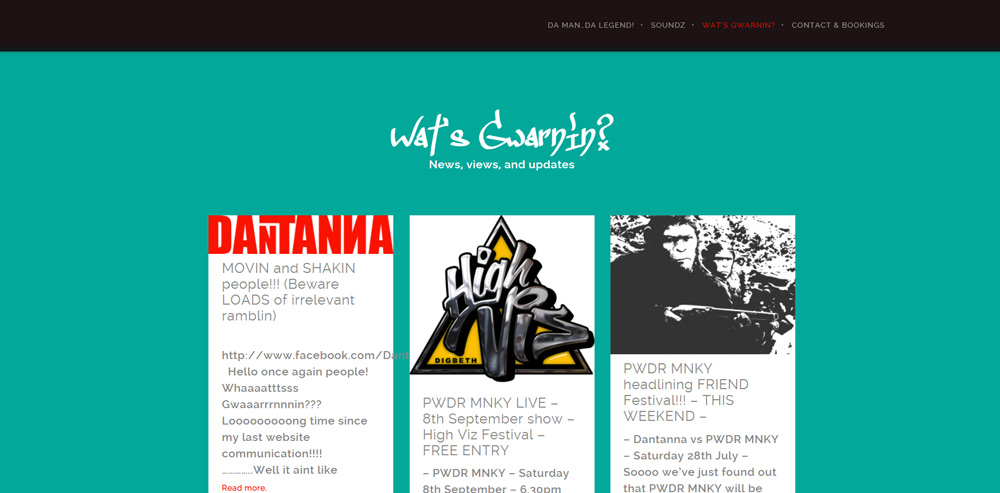 DA MAN..DA LEGEND! • SOUNDZ • WAT'S GWARNIN? • CONTACT & BOOKINGS
Wat's Gwarnin?
News, views, and updates
DANTANNA
MOVIN and SHAKIN
people!!! (Beware
LOADS of irrelevant
ramblin)
http://www.facebook.com/Dant
Hello once again people!
Whaaaatttsss
Gwaaarrrnnnin???
Looooooooong time since
my last website
communication!!!!
…………..Well it aint like
Read more.
High
Viz
DIGBETH
PWDR MNKY LIVE –
8th September show –
High Viz Festival –
FREE ENTRY
– PWDR MNKY – Saturday
8th September – 6.30pm
PWDR MNKY
headlining FRIEND
Festival!!! – THIS
WEEKEND –
– Dantanna vs PWDR MNKY
– Saturday 28th July –
Soooo we've just found out
that PWDR MNKY will be